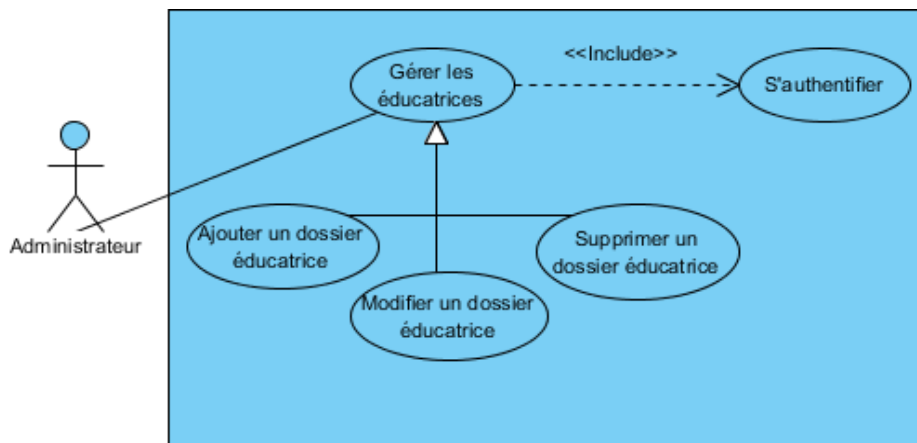 <<Include>>
Gérer les
éducatrices
S'authentifier
Administrateur
Ajouter un dossier
éducatrice
Supprimer un
dossier éducatrice
Modifier un dossier
éducatrice